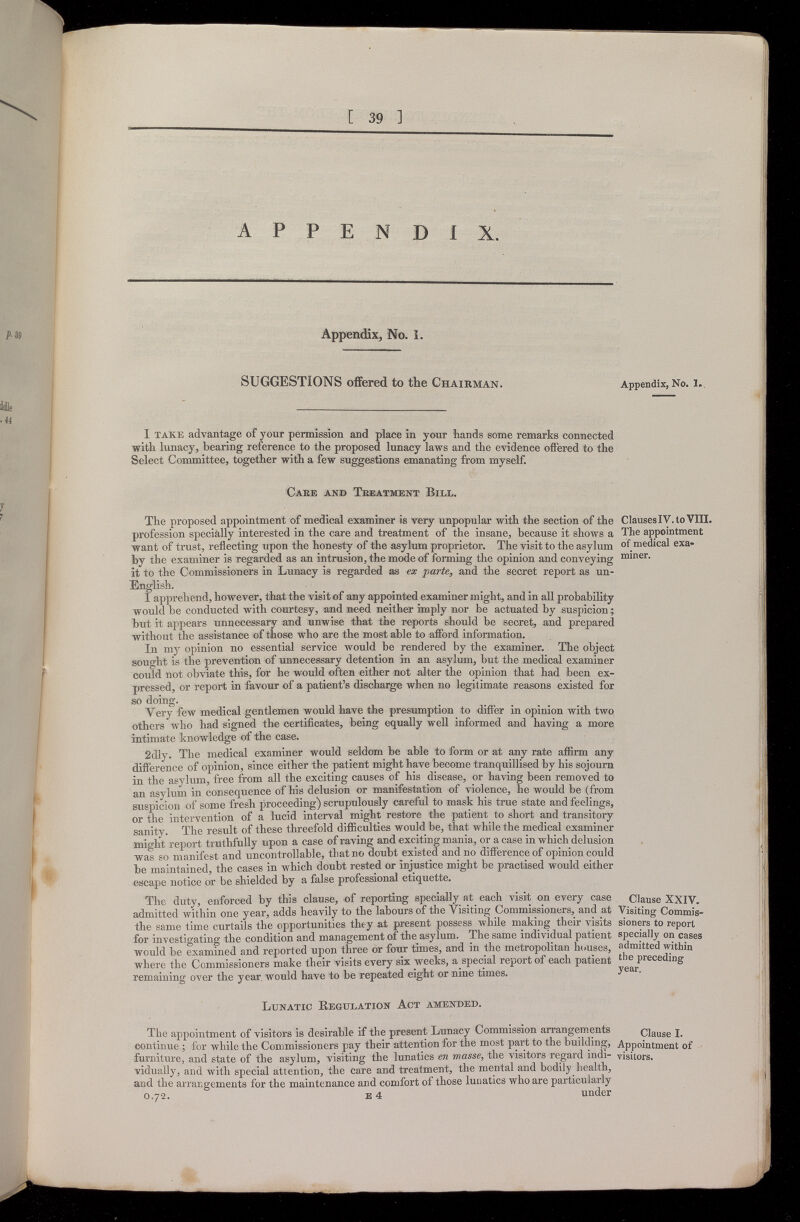 [ 39 ]
APPENDIX.
p. 39
ddle
. 44
Appendix, No. 1.
SUGGESTIONS offered to the CHAIRMAN.
Appendix, No. 1.
I TAKE advantage of your permission and place in your hands some remarks connected
with lunacy, bearing reference to the proposed lunacy laws and the evidence offered to the
Select Committee, together with a few suggestions emanating from myself.
CARE AND TREATMENT BILL.
The proposed appointment of medical examiner is very unpopular with the section of the
profession specially interested in the care and treatment of the insane, because it shows a
want of trust, reflecting upon the honesty of the asylum proprietor. The visit to the asylum
by the examiner is regarded as an intrusion, the mode of forming the opinion and conveying
it to the Commissioners in Lunacy is regarded as ex parte, and the secret report as un-
English.
Clauses IV. to VIII.
The appointment
of medical exa-
miner.
I apprehend, however, that the visit of any appointed examiner might, and in all probability
would be conducted with courtesy, and need neither imply nor be actuated by suspicion;
but it appears unnecessary and unwise that the reports should be secret, and prepared
without the assistance of those who are the most able to afford information.
In my opinion no essential service would be rendered by the examiner. The object
sought is the prevention of unnecessary detention in an asylum, but the medical examiner
could not obviate this, for he would often either not alter the opinion that had been ex-
pressed, or report in favour of a patient's discharge when no legitimate reasons existed for
so doing.
Very few medical gentlemen would have the presumption to differ in opinion with two
others who had signed the certificates, being equally well informed and having a more
intimate knowledge of the case.
2dly. The medical examiner would seldom be able to form or at any rate affirm any
difference of opinion, since either the patient might have become tranquillised by his sojourn
in the asylum, free from all the exciting causes of his disease, or having been removed to
an asylum in consequence of his delusion or manifestation of violence, he would be (from
suspicion of some fresh proceeding) scrupulously careful to mask his true state and feelings,
or the intervention of a lucid interval might restore the patient to short and transitory
sanity. The result of these threefold difficulties would be, that while the medical examiner
might report truthfully upon a case of raving and exciting mania, or a case in which delusion
was so manifest and uncontrollable, that no doubt existed and no difference of opinion could
be maintained, the cases in which doubt rested or injustice might be practised would either
escape notice or be shielded by a false professional etiquette.
The duty, enforced by this clause, of reporting specially at each visit on every case
admitted within one year, adds heavily to the labours of the Visiting Commissioners, and at
the same time curtails the opportunities they at present possess while making their visits
for investigating the condition and management of the asylum. The same individual patient
would be examined and reported upon three or four times, and in the metropolitan houses,
where the Commissioners make their visits every six weeks, a special report of each patient
remaining over the year would have to be repeated eight or nine times.
Clause XXIV.
Visiting Commis-
sioners to report
specially on cases
admitted within
the preceding
year.
LUNATIC REGULATION ACT AMENDED.
The appointment of visitors is desirable if the present Lunacy Commission arrangements
continue; for while the Commissioners pay their attention for the most part to the building,
furniture, and state of the asylum, visiting the lunatics en masse, the visitors regard indi-
vidually, and with special attention, the care and treatment, the mental and bodily health,
and the arrangements for the maintenance and comfort of those lunatics who are particularly
Clause I.
Appointment of
visitors.
0.72.
E 4
under